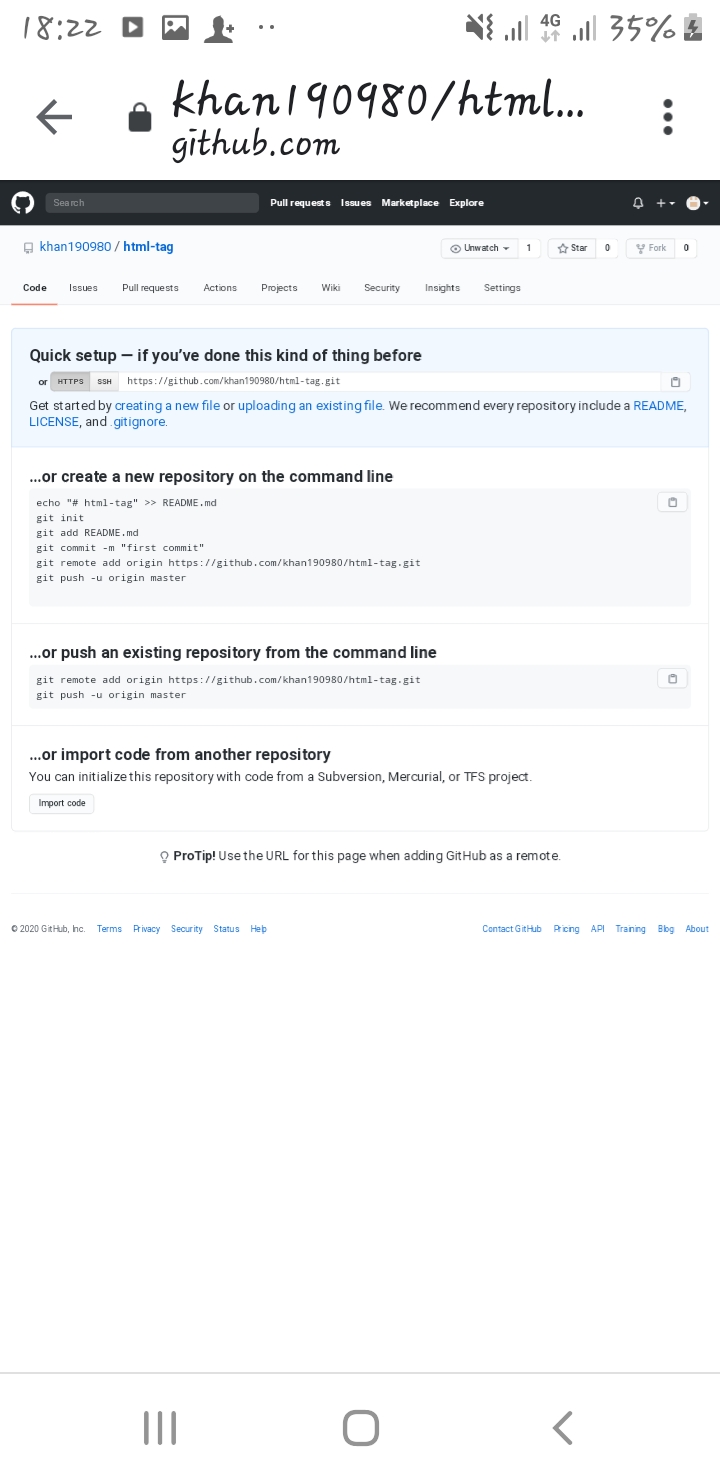 18:22 4G 35%
khan190980/html...
github.com
Search Pull requests Issues Marketplace Explore
khan190980 / html-tag Unwatch 1 Star 0 Fork 0
Code Issues Pull requests Actions Projects Wiki Security Insights Settings
Quick setup — if you’ve done this kind of thing before
or HTTPS SSH https://github.com/khan190980/html-tag.git
Get started by creating a new file or uploading an existing file. We recommend every repository include a README,
LICENSE, and .gitignore.
...or create a new repository on the command line
echo "# html-tag" >> README.md
git init
git add README.md
git commit -m "first commit"
git remote add origin https://github.com/khan190980/html-tag.git
git push -u origin master
...or push an existing repository from the command line
git remote add origin https://github.com/khan190980/html-tag.git
git push -u origin master
...or import code from another repository
You can initialize this repository with code from a Subversion, Mercurial, or TFS project.
Import code
ProTip! Use the URL for this page when adding GitHub as a remote.
© 2020 GitHub, Inc. Terms Privacy Security Status Help Contact GitHub Pricing API Training Blog About